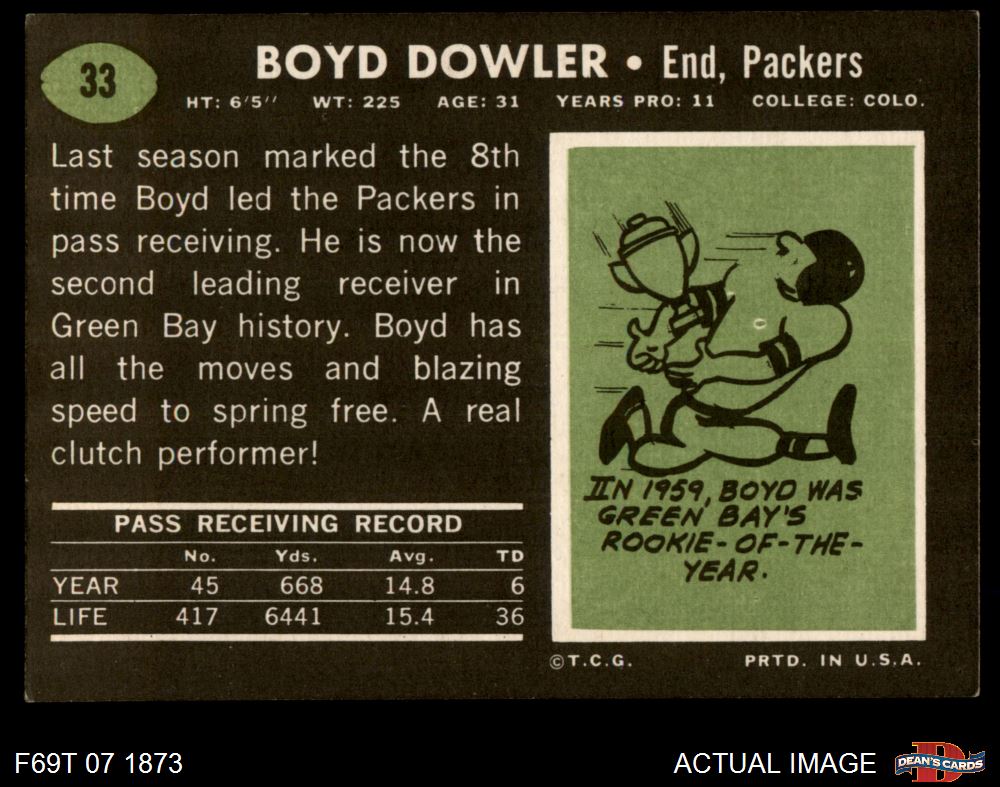 33
BOYD DOWLER • End, Packers
HT: 6'5'' WT: 225 AGE: 31 YEARS PRO: 11 COLLEGE: COLO.
Last season marked the 8th
time Boyd led the Packers in
pass receiving. He is now the
second leading receiver in
Green Bay history. Boyd has
all the moves and blazing
speed to spring free. A real
clutch performer!
PASS RECEIVING RECORD
No. Yds. Avg. TD
YEAR 45 668 14.8 6
LIFE 417 6441 15.4 36
IN 1959, BOYD WAS
GREEN BAY'S
ROOKIE-OF-THE-
YEAR.
©T.C.G. PRTD. IN U.S.A.
F69T 07 1873
ACTUAL IMAGE
D
DEAN'S CARDS